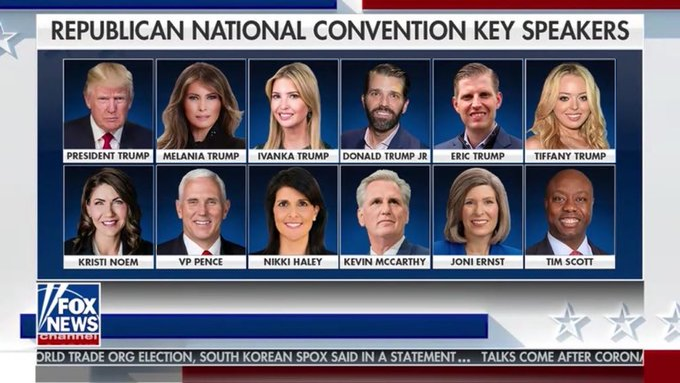 REPUBLICAN NATIONAL CONVENTION KEY SPEAKERS
PRESIDENT TRUMP
MELANIA TRUMP
IVANKA TRUMP
DONALD TRUMP JR
ERIC TRUMP
TIFFANY TRUMP
KRISTI NOEM
VP PENCE
NIKKI HALEY
KEVIN MCCARTHY
JONI ERNST
TIM SCOTT
FOX
NEWS
channel
ORLD TRADE ORG ELECTION, SOUTH KOREAN SPOX SAID IN A STATEMENT... TALKS COME AFTER CORONA